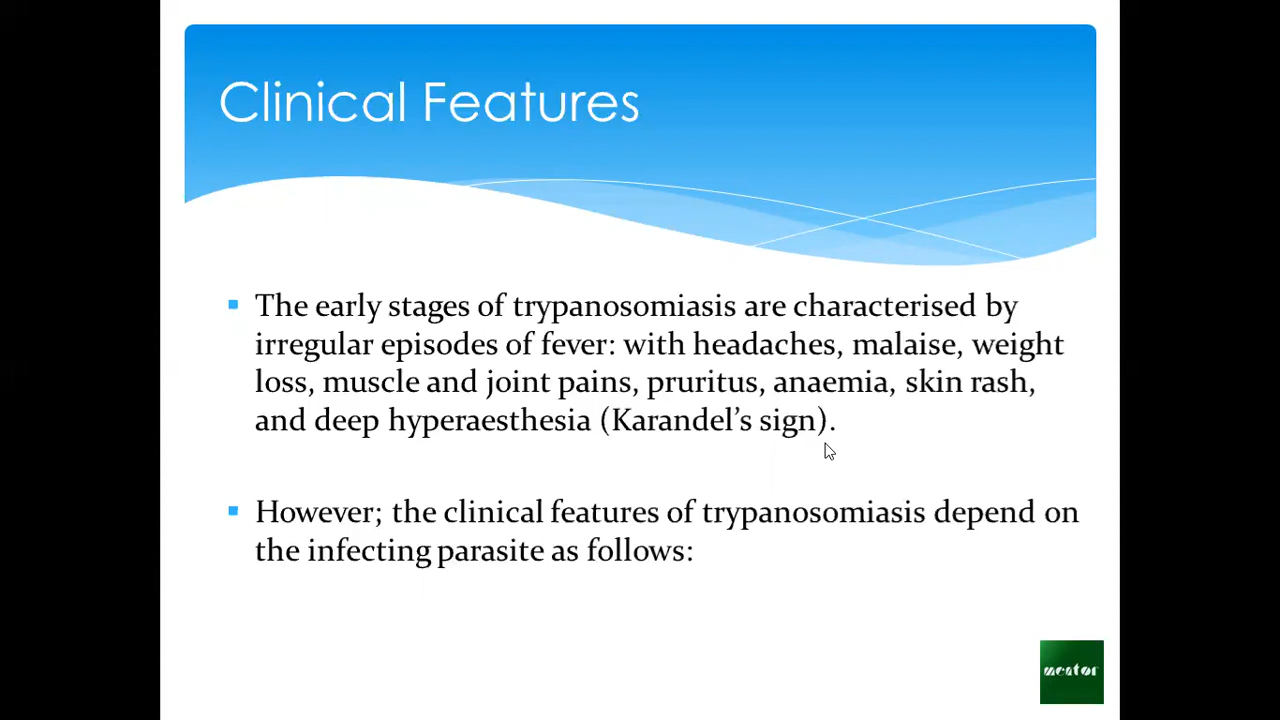 Clinical Features
The early stages of trypanosomiasis are characterised by
irregular episodes of fever: with headaches, malaise, weight
loss, muscle and joint pains, pruritus, anaemia, skin rash,
and deep hyperaesthesia (Karandel's sign).
However; the clinical features of trypanosomiasis depend on
the infecting parasite as follows:
mentor